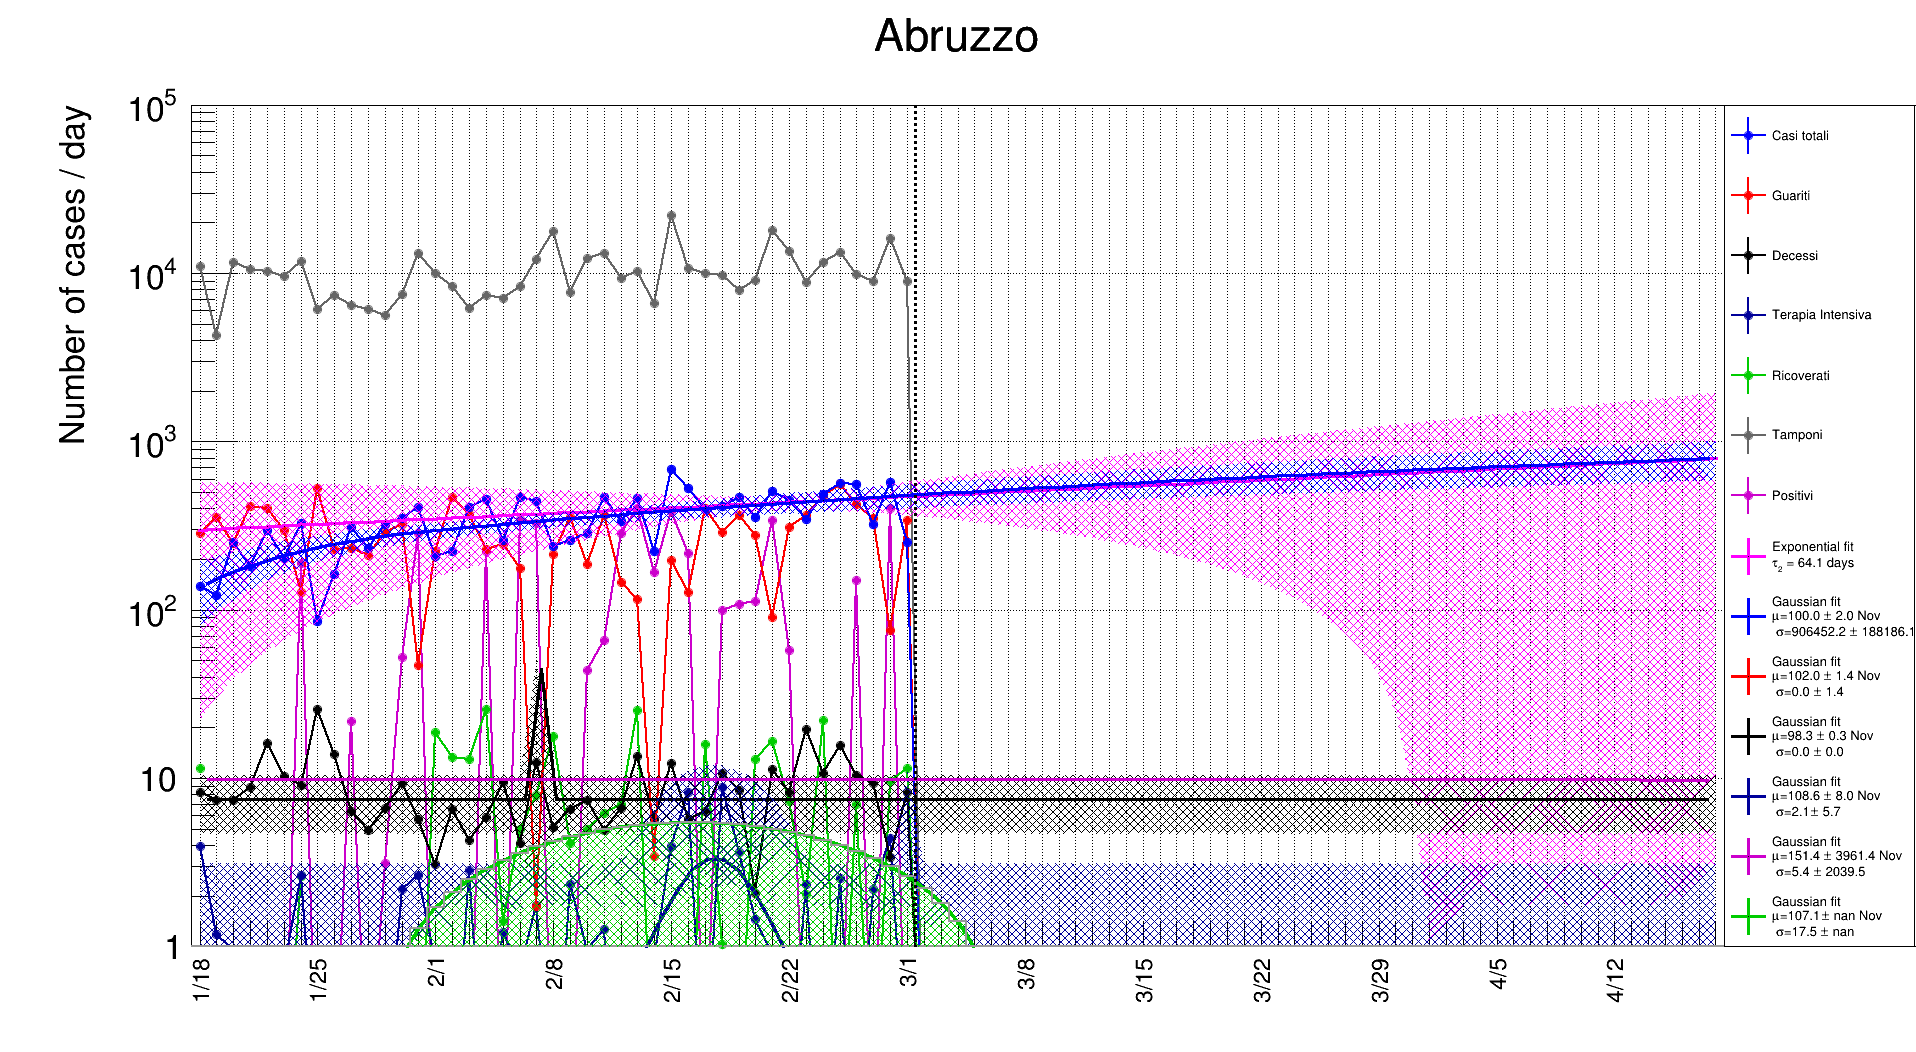 Abruzzo
Number of cases / day
10^5
10^4
10^3
10^2
10
1
1/18
1/25
2/1
2/8
2/15
2/22
3/1
3/8
3/15
3/22
3/29
4/5
4/12
Casi totali
Guariti
Decessi
Terapia Intensiva
Ricoverati
Tamponi
Positivi
Exponential fit
τ₂ = 64.1 days
Gaussian fit
μ=100.0 ± 2.0 Nov
σ=906452.2 ± 188186.1
Gaussian fit
μ=102.0 ± 1.4 Nov
σ=0.0 ± 1.4
Gaussian fit
μ=98.3 ± 0.3 Nov
σ=0.0 ± 0.0
Gaussian fit
μ=108.6 ± 8.0 Nov
σ=2.1 ± 5.7
Gaussian fit
μ=151.4 ± 3961.4 Nov
σ=5.4 ± 2039.5
Gaussian fit
μ=107.1 ± nan Nov
σ=17.5 ± nan